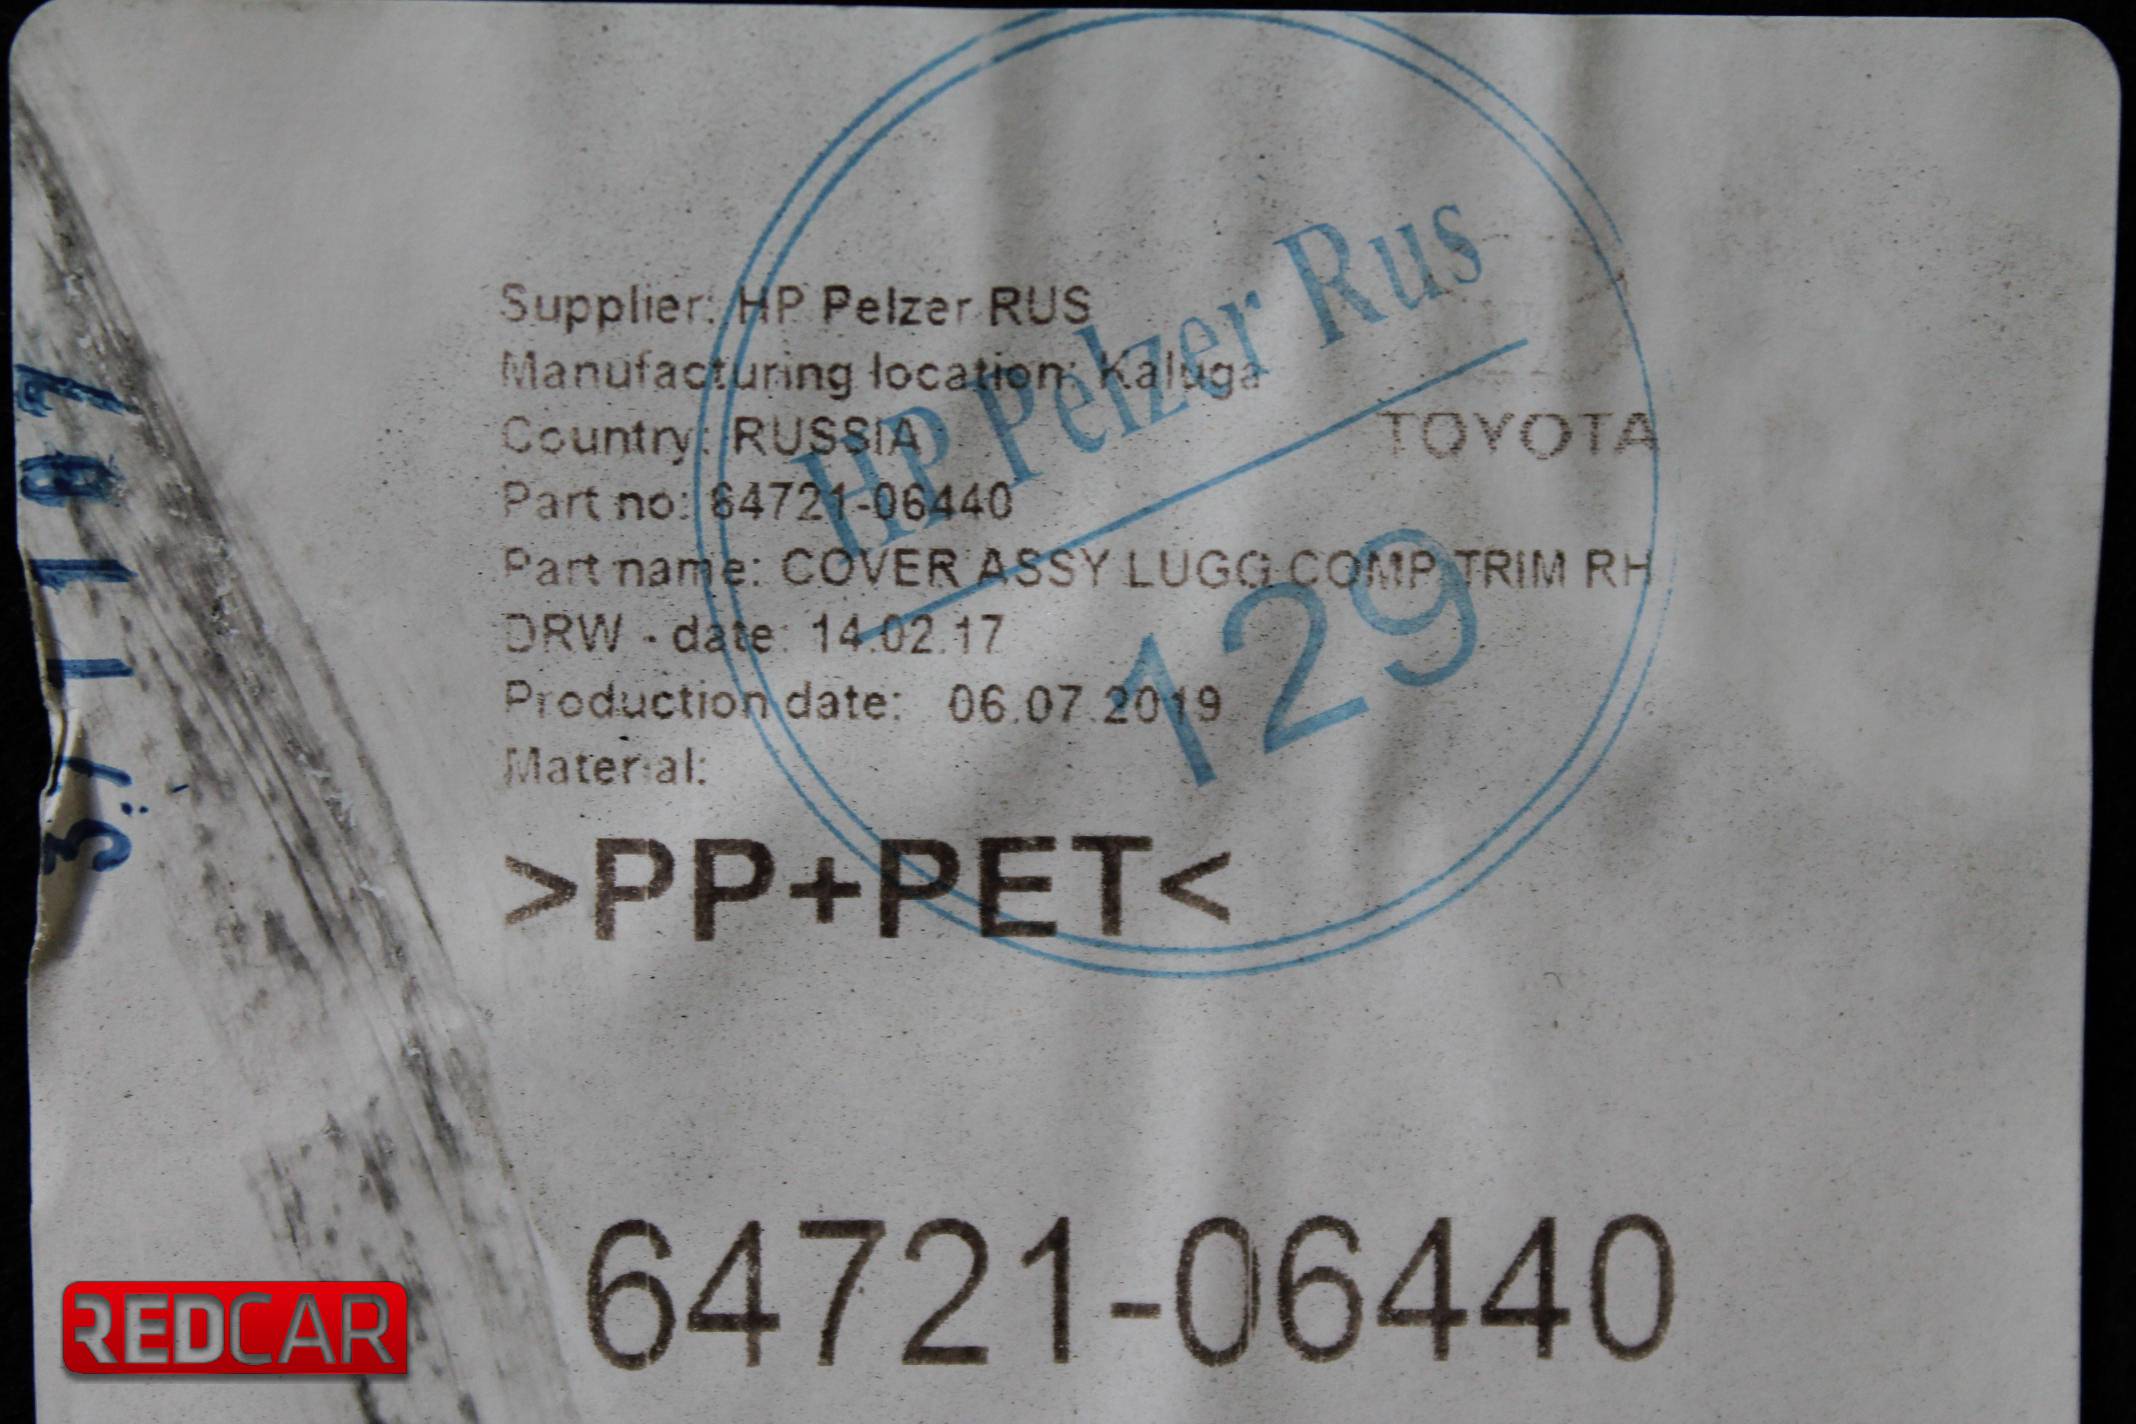 Supplier: HP Pelzer RUS
Manufacturing location: Kaluga
Country: RUSSIA
TOYOTA
Part no: 64721-06440
Part name: COVER ASSY LUGG COMP TRIM RH
DRW - date: 14.02.17
Production date: 06.07.2019
Material:
>PP+PET<
HP Pelzer Rus
129
64721-06440
REDCAR